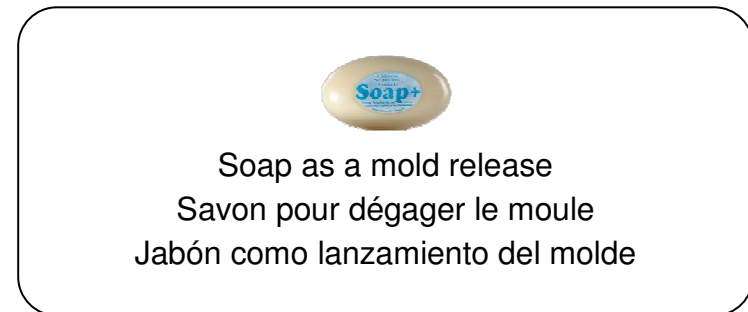 Soap+
Soap as a mold release
Savon pour dégager le moule
Jabón como lanzamiento del molde